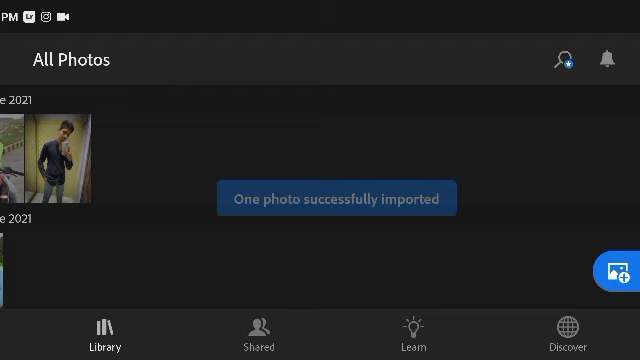 PM
All Photos
e 2021
One photo successfully imported
e 2021
Library Shared Learn Discover